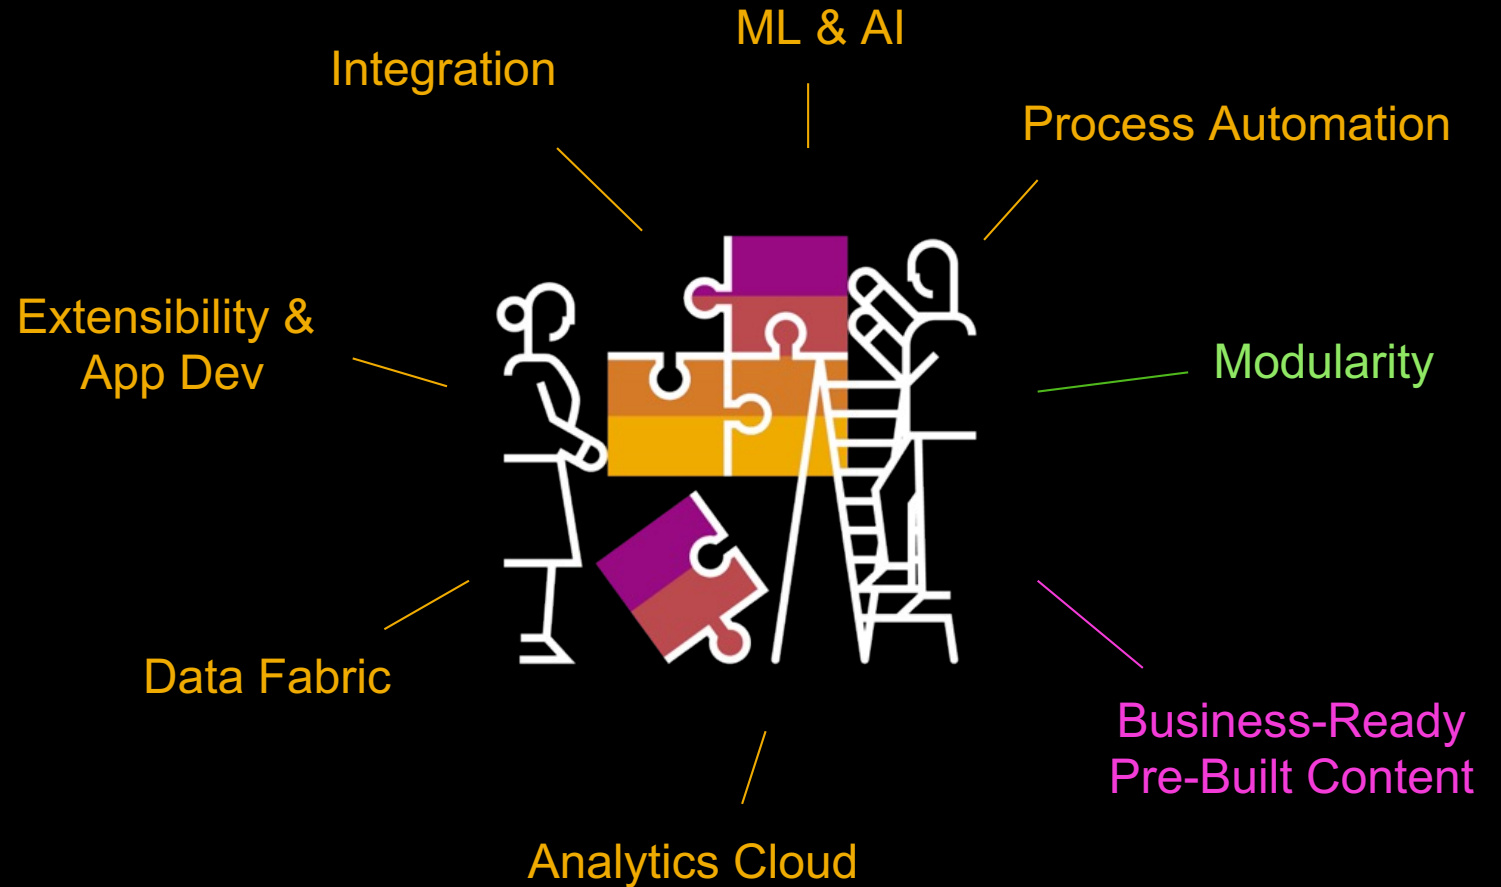 ML & AI
Integration
Process Automation
Extensibility &
App Dev
Modularity
Data Fabric
Business-Ready
Pre-Built Content
Analytics Cloud